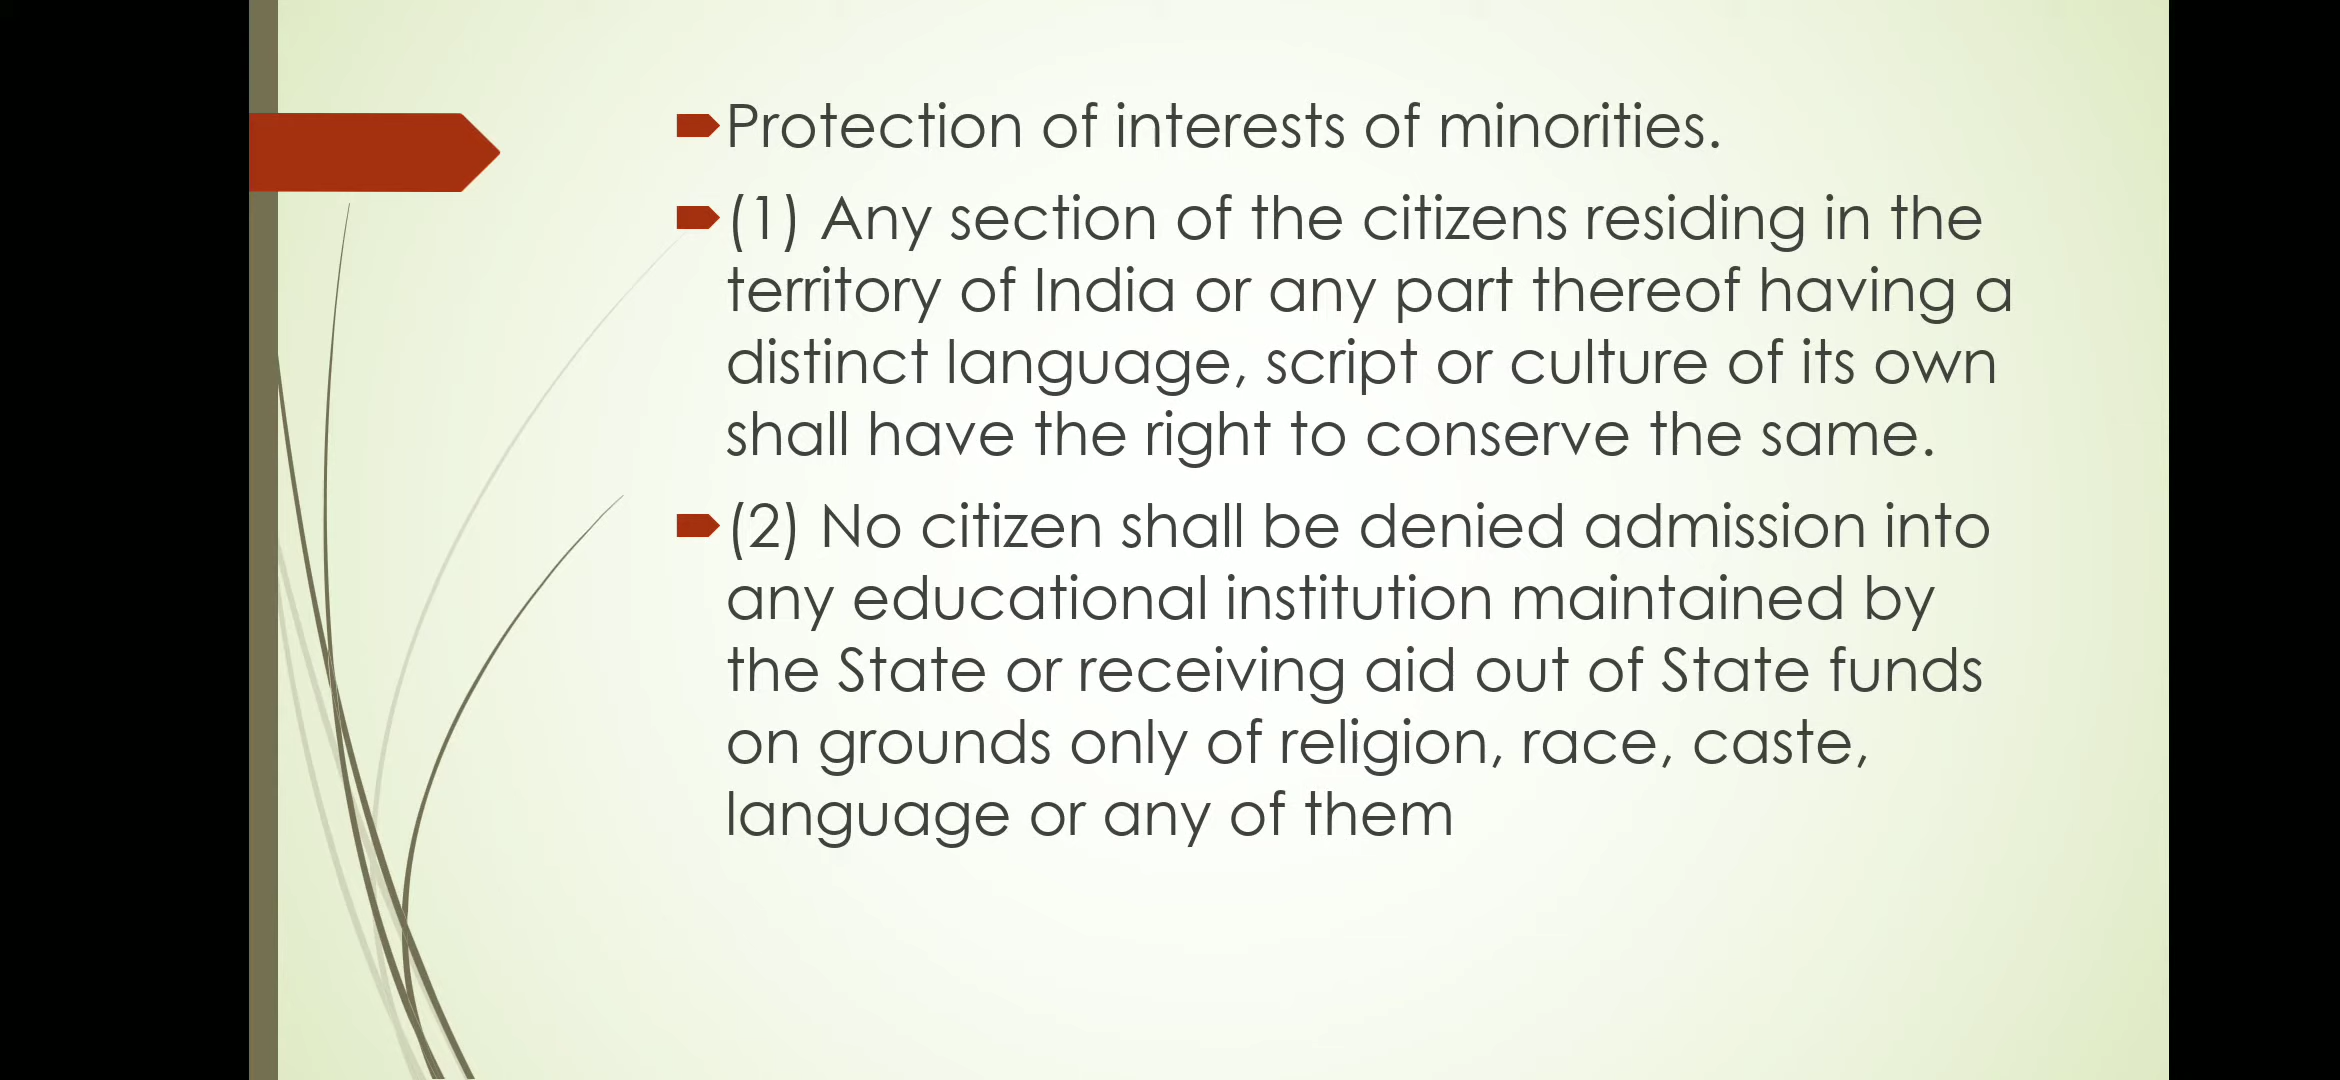 Protection of interests of minorities.
(1) Any section of the citizens residing in the
territory of India or any part thereof having a
distinct language, script or culture of its own
shall have the right to conserve the same.
(2) No citizen shall be denied admission into
any educational institution maintained by
the State or receiving aid out of State funds
on grounds only of religion, race, caste,
language or any of them